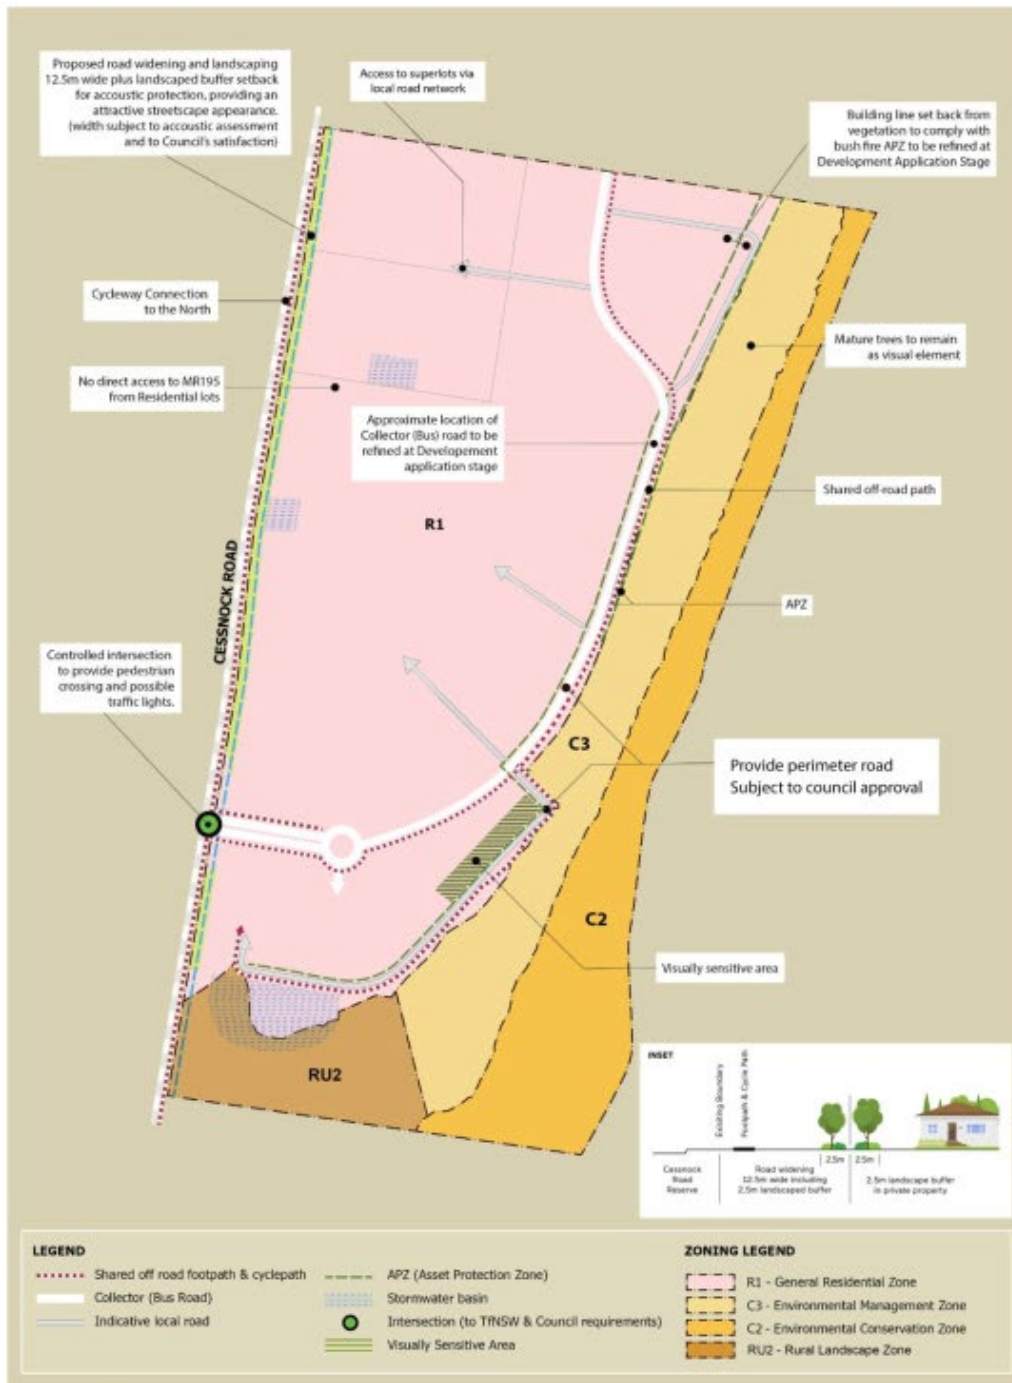 Proposed road widening and landscaping
12.5m wide plus landscaped buffer setback
for accoustic protection, providing an
attractive streetscape appearance.
(width subject to accoustic assessment
and to Council's satisfaction)
Access to superlots via
local road network
Building line set back from
vegetation to comply with
bush fire APZ to be refined at
Development Application Stage
Cycleway Connection
to the North
Mature trees to remain
as visual element
No direct access to MR195
from Residential lots
Approximate location of
Collector (Bus) road to be
refined at Developement
application stage
Shared off-road path
R1
CESSNOCK ROAD
APZ
Controlled intersection
to provide pedestrian
crossing and possible
traffic lights.
C3
Provide perimeter road
Subject to council approval
C2
Visually sensitive area
RU2
INSET
Existing Boundary
Footpath & Cycle Path
2.5m
2.5m
Cessnock
Road
Reserve
Road widening
12.5m wide including
2.5m landscaped buffer
2.5m landscape buffer
in private property
LEGEND
Shared off road footpath & cyclepath
Collector (Bus Road)
Indicative local road
APZ (Asset Protection Zone)
Stormwater basin
Intersection (to TfNSW & Council requirements)
Visually Sensitive Area
ZONING LEGEND
R1 - General Residential Zone
C3 - Environmental Management Zone
C2 - Environmental Conservation Zone
RU2 - Rural Landscape Zone